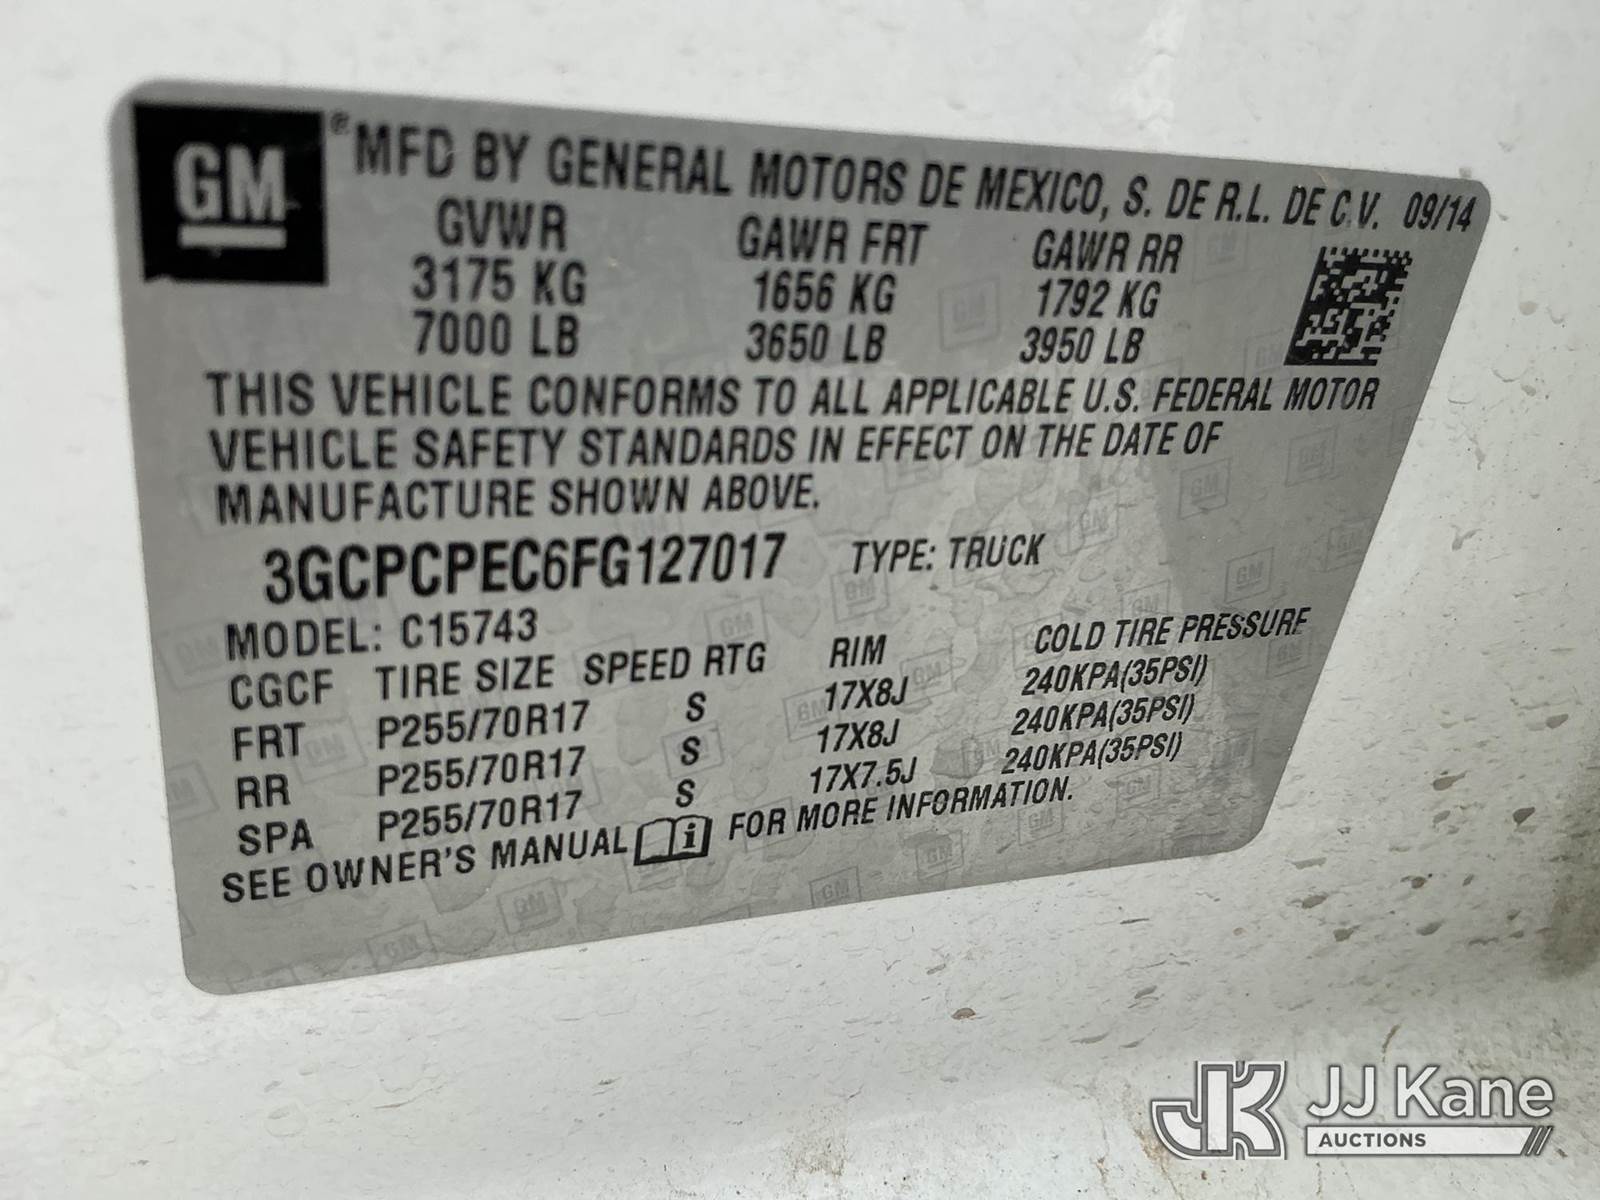 GM ® MFD BY GENERAL MOTORS DE MEXICO, S. DE R.L. DE C.V. 09/14
GVWR GAWR FRT GAWR RR
3175 KG 1656 KG 1792 KG
7000 LB 3650 LB 3950 LB
THIS VEHICLE CONFORMS TO ALL APPLICABLE U.S. FEDERAL MOTOR
VEHICLE SAFETY STANDARDS IN EFFECT ON THE DATE OF
MANUFACTURE SHOWN ABOVE.
3GCPCPEC6FG127017 TYPE: TRUCK
MODEL: C15743
CGCF TIRE SIZE SPEED RTG RIM COLD TIRE PRESSURE
FRT P255/70R17 S 17X8J 240KPA(35PSI)
RR P255/70R17 S 17X8J 240KPA(35PSI)
SPA P255/70R17 S 17X7.5J 240KPA(35PSI)
SEE OWNER'S MANUAL i FOR MORE INFORMATION.
JK JJ Kane
AUCTIONS